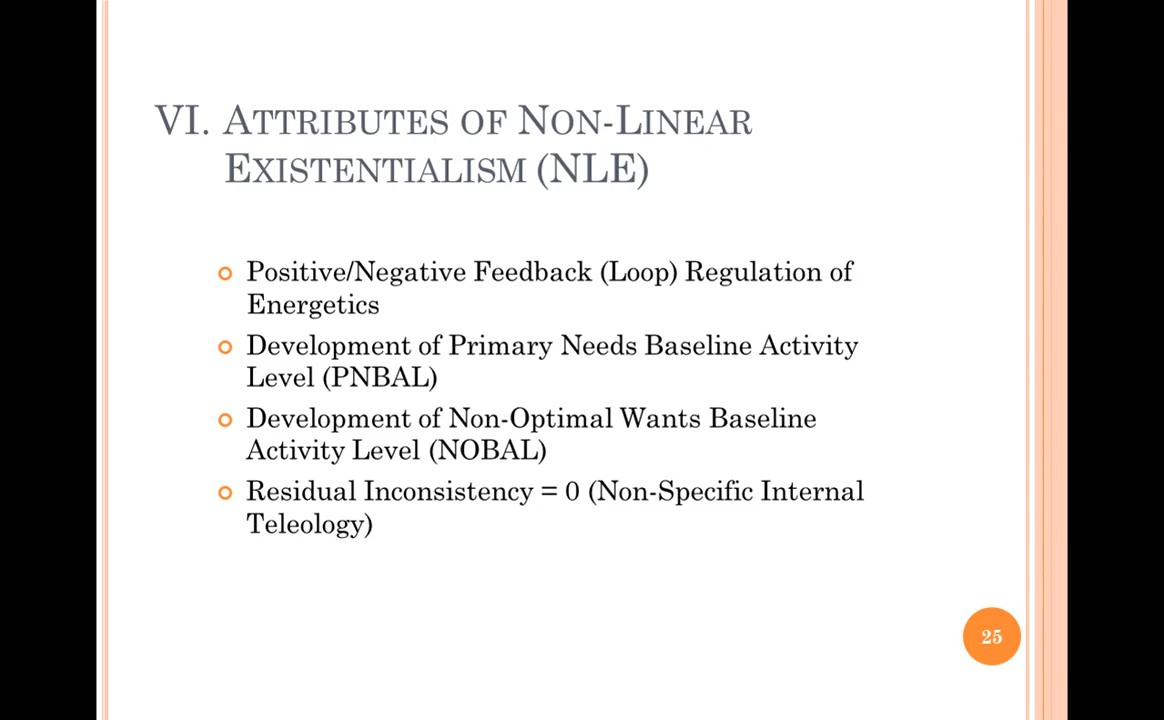 VI. Attributes of Non-Linear
Existentialism (NLE)
Positive/Negative Feedback (Loop) Regulation of
Energetics
Development of Primary Needs Baseline Activity
Level (PNBAL)
Development of Non-Optimal Wants Baseline
Activity Level (NOBAL)
Residual Inconsistency = 0 (Non-Specific Internal
Teleology)
25